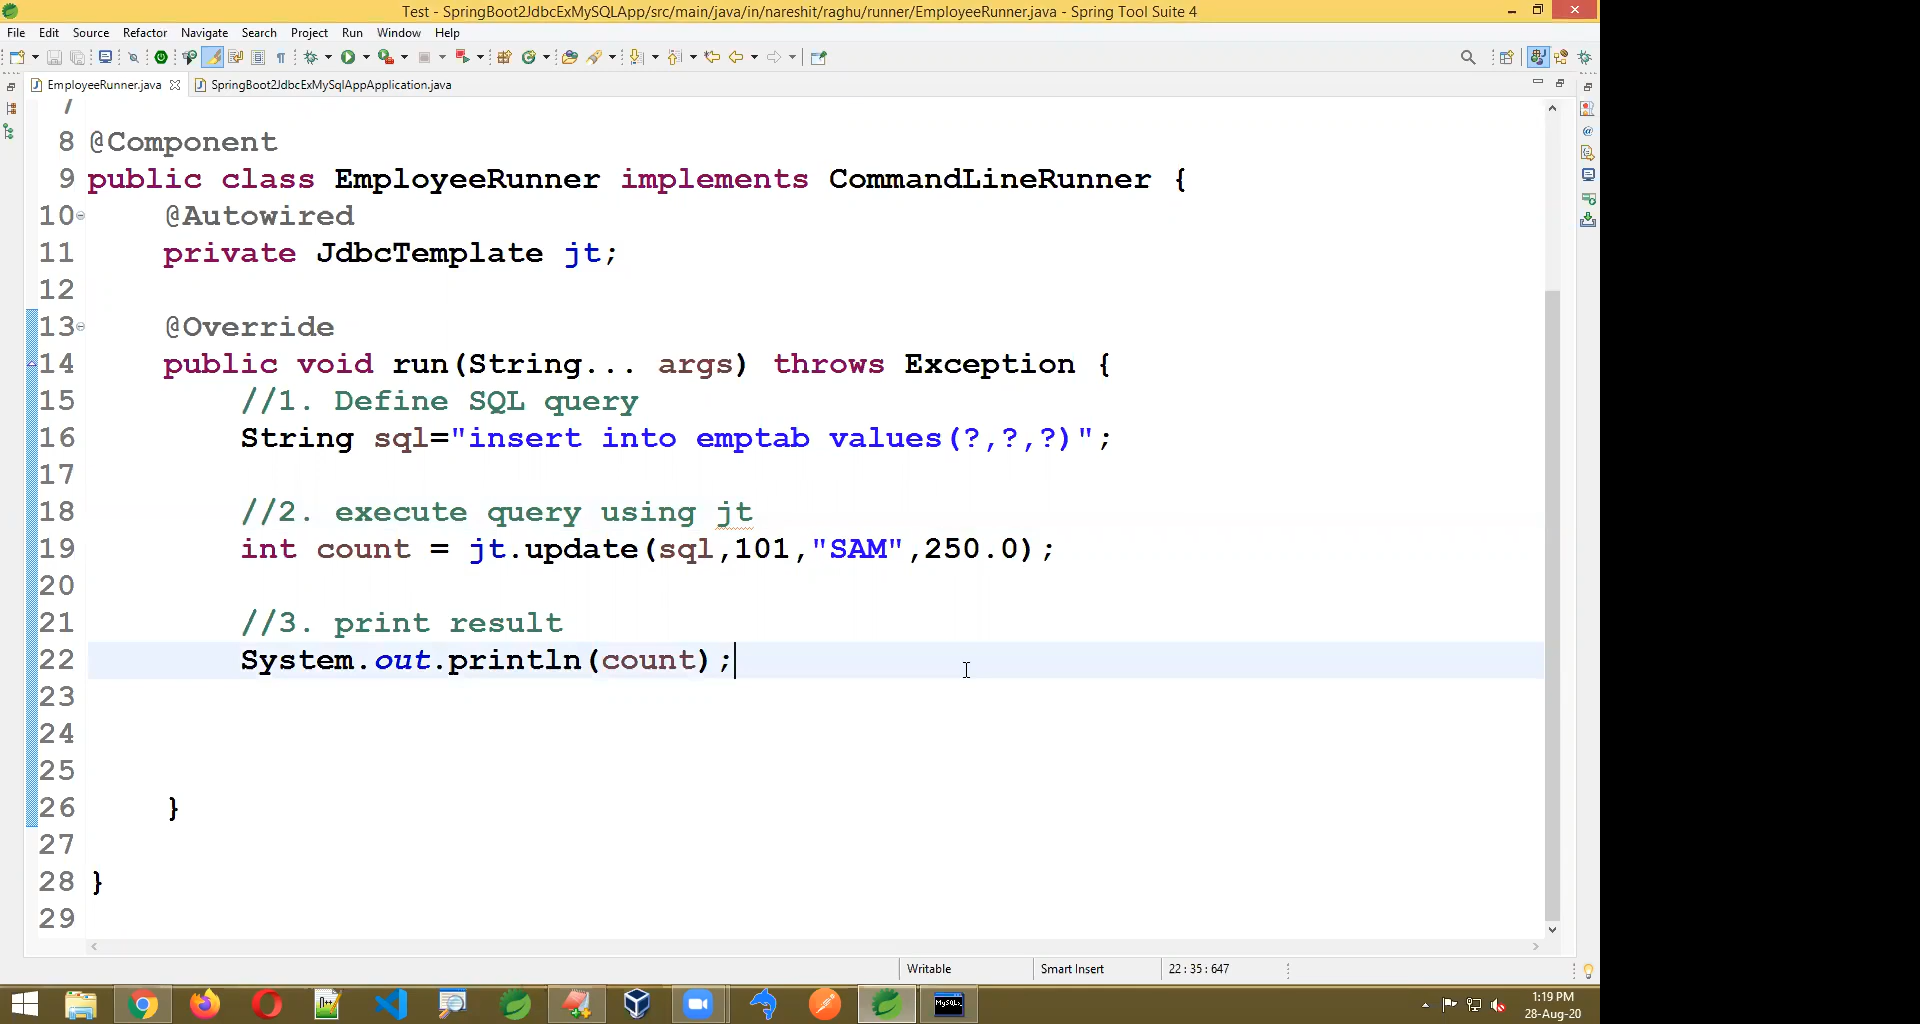 Test - SpringBoot2JdbcExMySQLApp/src/main/java/in/nareshit/raghu/runner/EmployeeRunner.java - Spring Tool Suite 4
File Edit Source Refactor Navigate Search Project Run Window Help
EmployeeRunner.java SpringBoot2JdbcExMySqlAppApplication.java
7
8 @Component
9 public class EmployeeRunner implements CommandLineRunner {
10 @Autowired
11 private JdbcTemplate jt;
12
13 @Override
14 public void run(String... args) throws Exception {
15 //1. Define SQL query
16 String sql="insert into emptab values(?,?,?)";
17
18 //2. execute query using jt
19 int count = jt.update(sql,101,"SAM",250.0);
20
21 //3. print result
22 System.out.println(count);
23
24
25
26 }
27
28 }
29
Writable Smart Insert 22 : 35 : 647
MySQL
1:19 PM
28-Aug-20